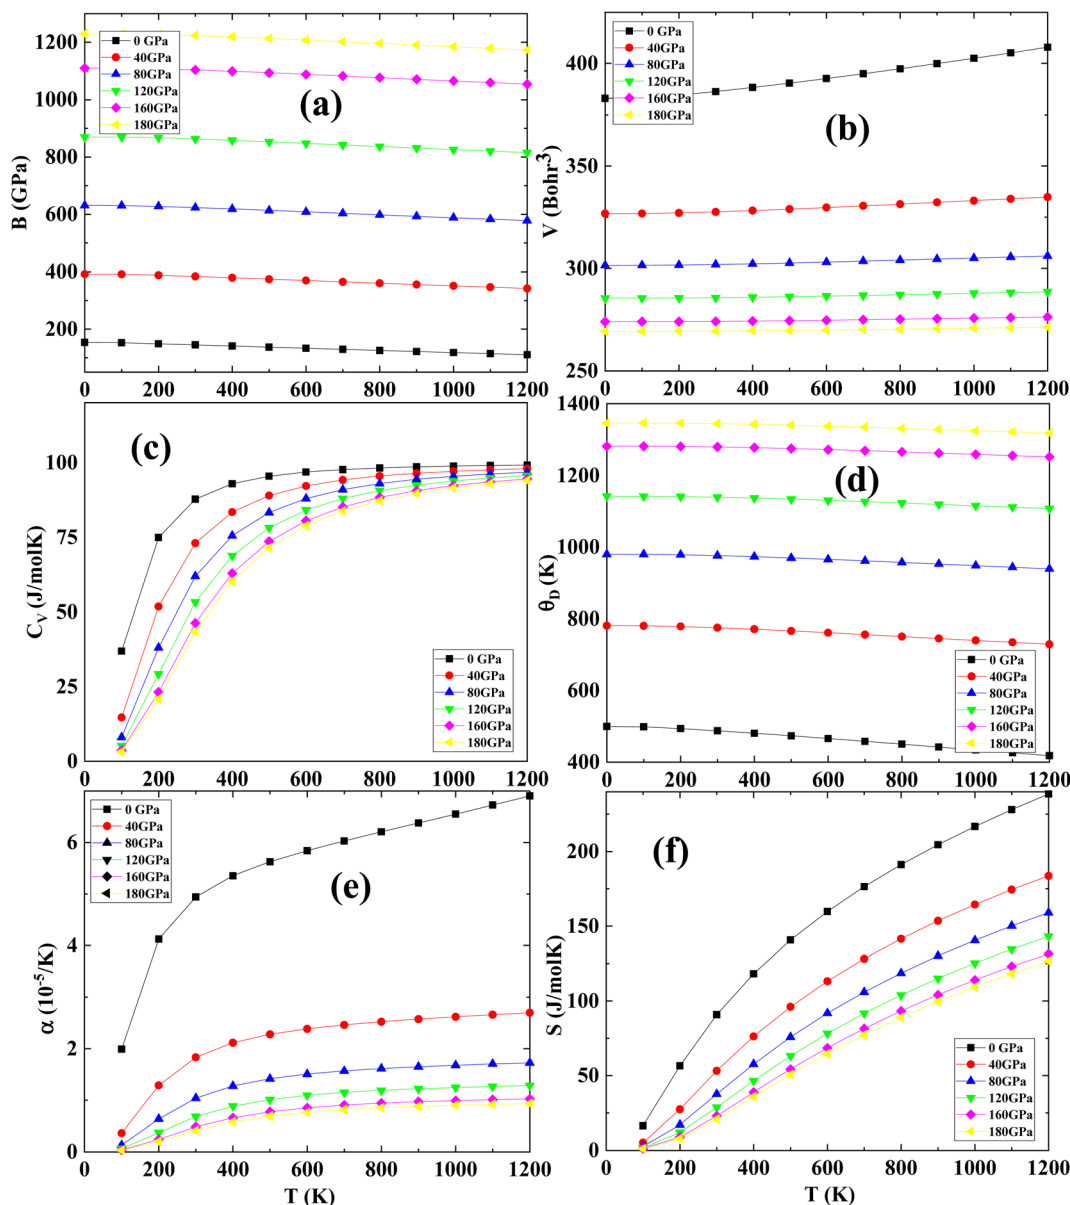 1200
1000
800
600
400
200
B (GPa)
0 GPa
40GPa
80GPa
120GPa
160GPa
180GPa
(a)
0 200 400 600 800 1000 1200
400
350
300
250
V (Bohr³)
0 GPa
40GPa
80GPa
120GPa
160GPa
180GPa
(b)
0 200 400 600 800 1000 1200
100
75
50
25
0
C_V (J/molK)
(c)
0 GPa
40GPa
80GPa
120GPa
160GPa
180GPa
0 200 400 600 800 1000 1200
1400
1200
1000
800
600
400
θ_D (K)
(d)
0 GPa
40GPa
80GPa
120GPa
160GPa
180GPa
0 200 400 600 800 1000 1200
6
4
2
0
α (10⁻⁵/K)
0 GPa
40GPa
80GPa
120GPa
160GPa
180GPa
(e)
0 200 400 600 800 1000 1200
T (K)
200
150
100
50
0
S (J/molK)
(f)
0 GPa
40GPa
80GPa
120GPa
160GPa
180GPa
0 200 400 600 800 1000 1200
T (K)